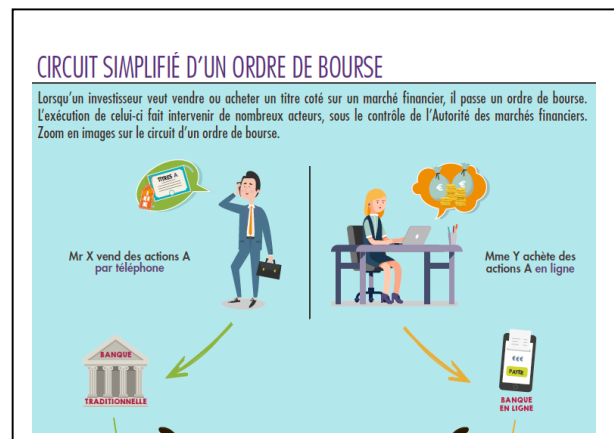 CIRCUIT SIMPLIFIÉ D'UN ORDRE DE BOURSE
Lorsqu'un investisseur veut vendre ou acheter un titre coté sur un marché financier, il passe un ordre de bourse.
L'exécution de celui-ci fait intervenir de nombreux acteurs, sous le contrôle de l'Autorité des marchés financiers.
Zoom en images sur le circuit d'un ordre de bourse.
TITRES A
Mr X vend des actions A
par téléphone
Mme Y achète des
actions A en ligne
BANQUE
TRADITIONNELLE
€€€
PAYER
BANQUE
EN LIGNE